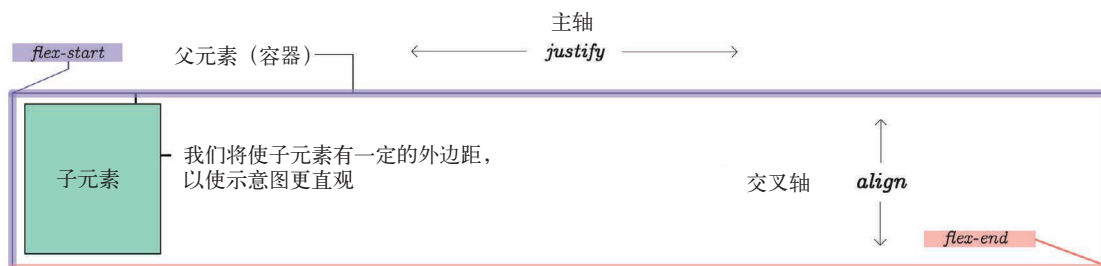 主轴
flex-start
父元素（容器）
justify
我们将使子元素有一定的外边距，
以使示意图更直观
子元素
交叉轴
align
flex-end